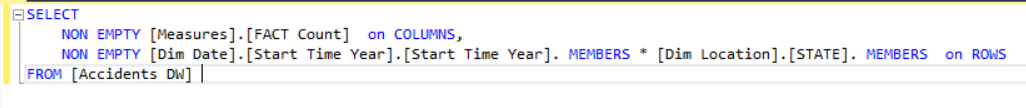 SELECT
NON EMPTY [Measures].[FACT Count] on COLUMNS,
NON EMPTY [Dim Date].[Start Time Year].[Start Time Year]. MEMBERS * [Dim Location].[STATE]. MEMBERS on ROWS
FROM [Accidents DW]